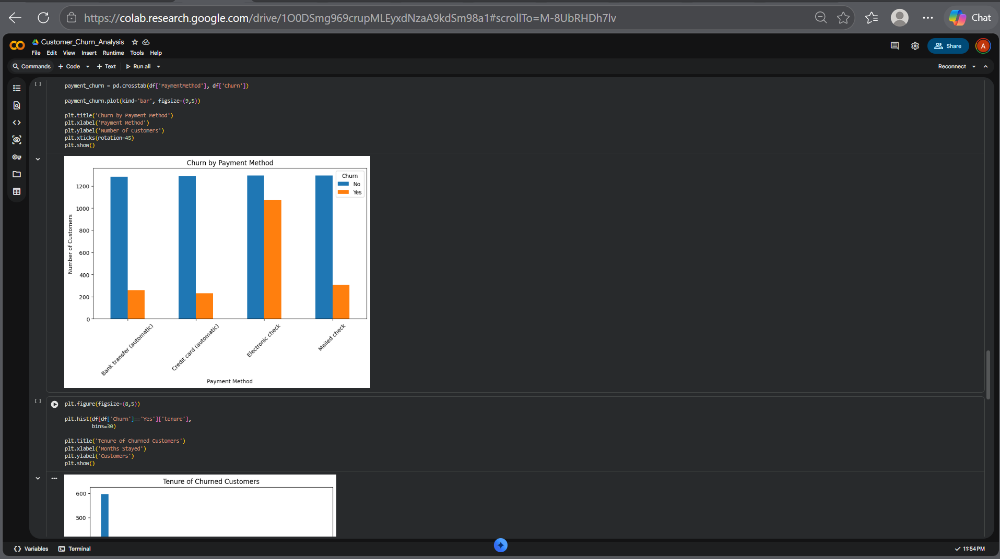 https://colab.research.google.com/drive/1O0DSmg969crupMLEyxdNzaA9kdSm98a1#scrollTo=M-8UbRHDh7lv
Chat
Customer_Churn_Analysis
File Edit View Insert Runtime Tools Help
Share
A
Commands + Code + Text Run all
Reconnect
[ ]
payment_churn = pd.crosstab(df['PaymentMethod'], df['Churn'])
payment_churn.plot(kind='bar', figsize=(9,5))
plt.title('Churn by Payment Method')
plt.xlabel('Payment Method')
plt.ylabel('Number of Customers')
plt.xticks(rotation=45)
plt.show()
Churn by Payment Method
Churn
No
Yes
1200
1000
800
600
400
200
0
Number of Customers
Bank transfer (automatic)
Credit card (automatic)
Electronic check
Mailed check
Payment Method
[ ]
plt.figure(figsize=(8,5))
plt.hist(df[df['Churn']=='Yes']['tenure'],
bins=30)
plt.title('Tenure of Churned Customers')
plt.xlabel('Months Stayed')
plt.ylabel('Customers')
plt.show()
Tenure of Churned Customers
600
500
Variables
Terminal
11:54 PM